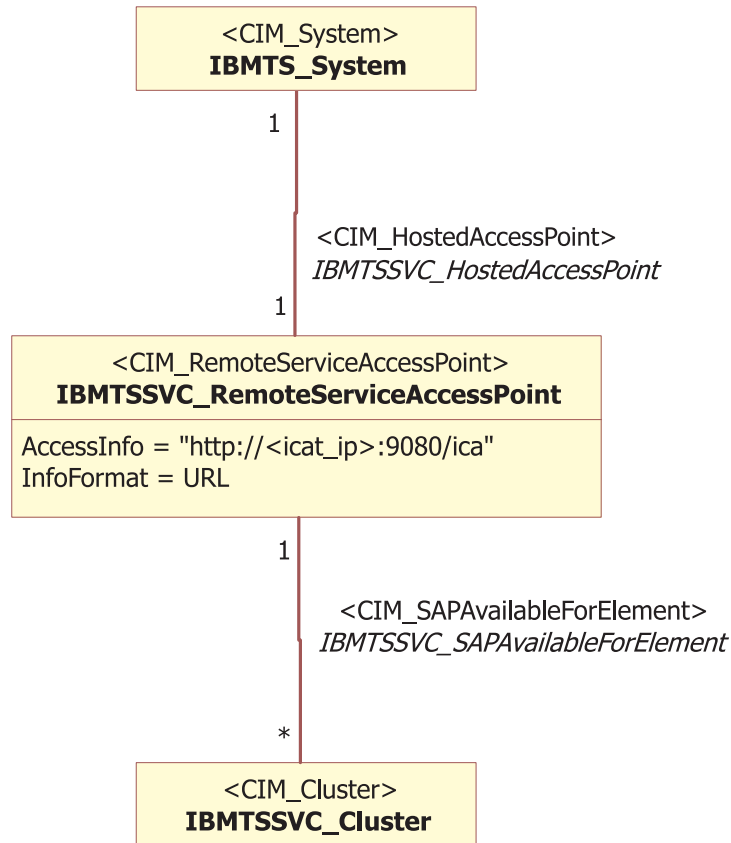 <CIM_System>
IBMTS_System
1
<CIM_HostedAccessPoint>
IBMTSSVC_HostedAccessPoint
1
<CIM_RemoteServiceAccessPoint>
IBMTSSVC_RemoteServiceAccessPoint
AccessInfo = "http://<icat_ip>:9080/ica"
InfoFormat = URL
1
<CIM_SAPAvailableForElement>
IBMTSSVC_SAPAvailableForElement
*
<CIM_Cluster>
IBMTSSVC_Cluster